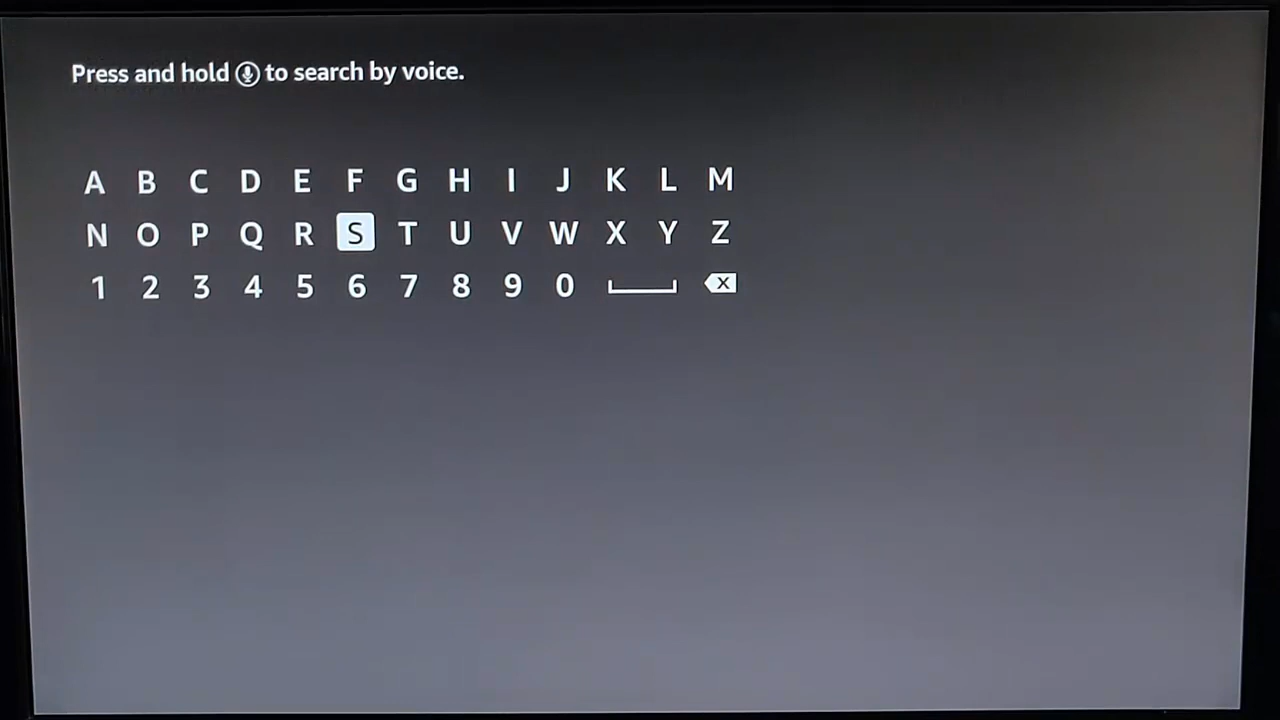 Press and hold to search by voice.
A B C D E F G H I J K L M
N O P Q R S T U V W X Y Z
1 2 3 4 5 6 7 8 9 0